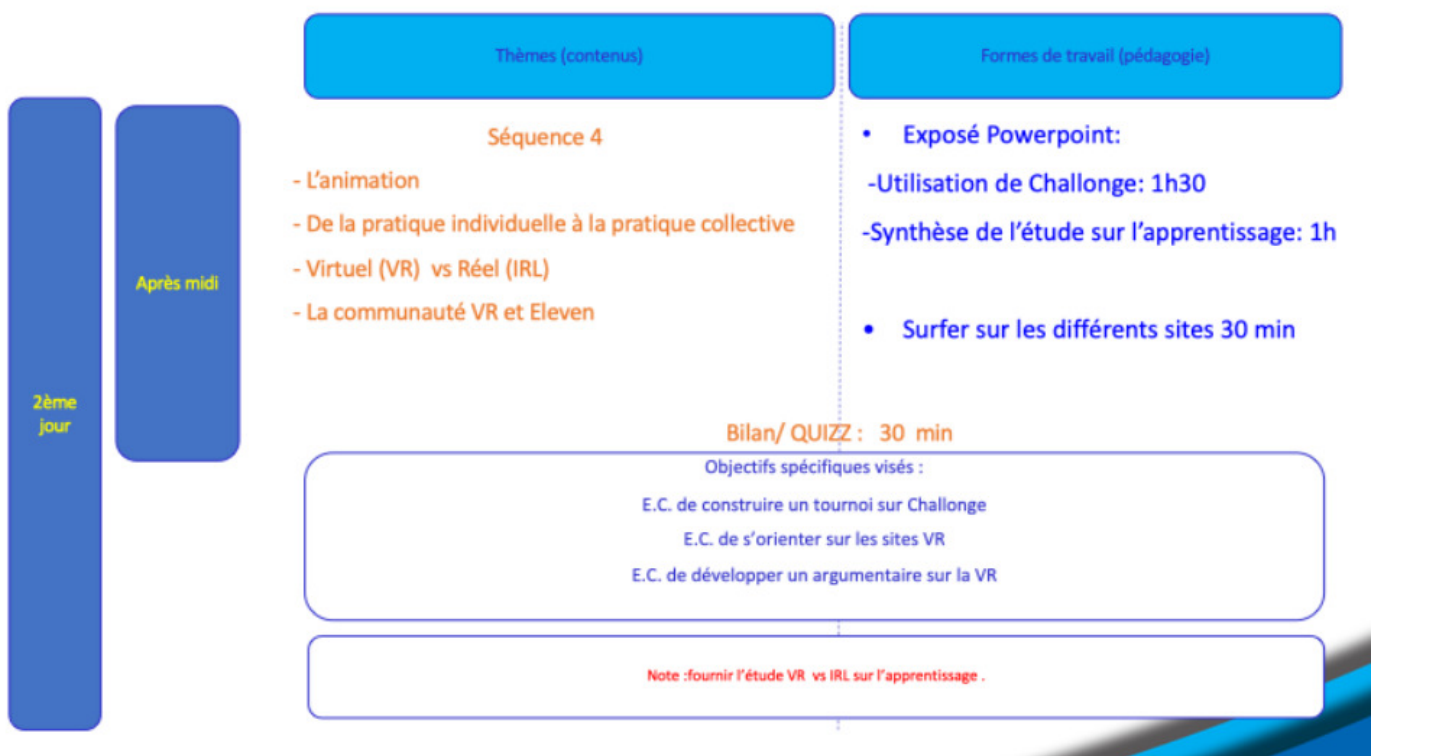 Thèmes (contenus)
Formes de travail (pédagogie)
2ème
jour
Après midi
Séquence 4
- L'animation
- De la pratique individuelle à la pratique collective
- Virtuel (VR) vs Réel (IRL)
- La communauté VR et Eleven
• Exposé Powerpoint:
-Utilisation de Challonge: 1h30
-Synthèse de l'étude sur l'apprentissage: 1h
• Surfer sur les différents sites 30 min
Bilan/ QUIZZ : 30 min
Objectifs spécifiques visés :
E.C. de construire un tournoi sur Challonge
E.C. de s'orienter sur les sites VR
E.C. de développer un argumentaire sur la VR
Note :fournir l'étude VR vs IRL sur l'apprentissage .